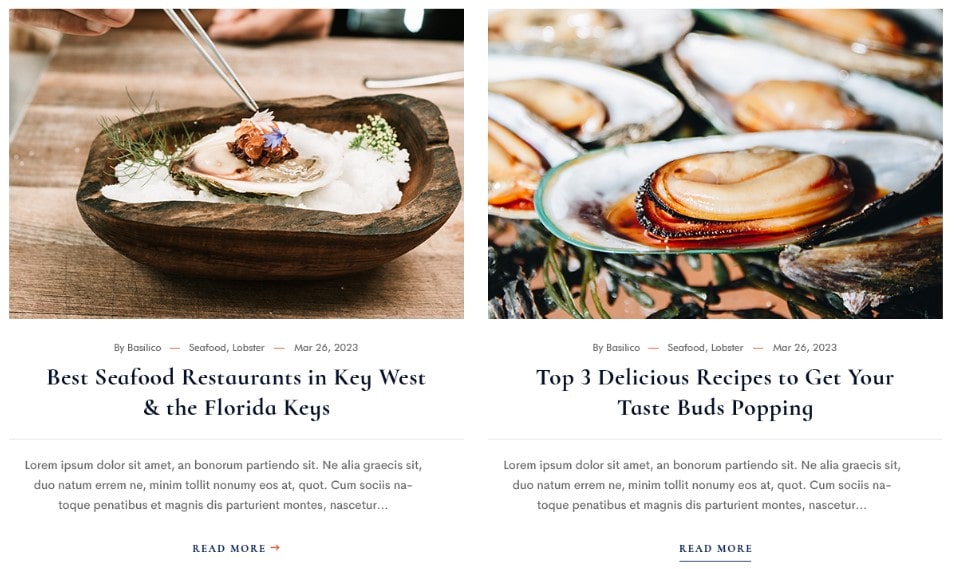 By Basilico — Seafood, Lobster — Mar 26, 2023
Best Seafood Restaurants in Key West
& the Florida Keys
Lorem ipsum dolor sit amet, an bonorum partiendo sit. Ne alia graecis sit,
duo natum errem ne, minim tollit nonumy eos at, quot. Cum sociis na-
toque penatibus et magnis dis parturient montes, nascetur...
READ MORE →
By Basilico — Seafood, Lobster — Mar 26, 2023
Top 3 Delicious Recipes to Get Your
Taste Buds Popping
Lorem ipsum dolor sit amet, an bonorum partiendo sit. Ne alia graecis sit,
duo natum errem ne, minim tollit nonumy eos at, quot. Cum sociis na-
toque penatibus et magnis dis parturient montes, nascetur...
READ MORE